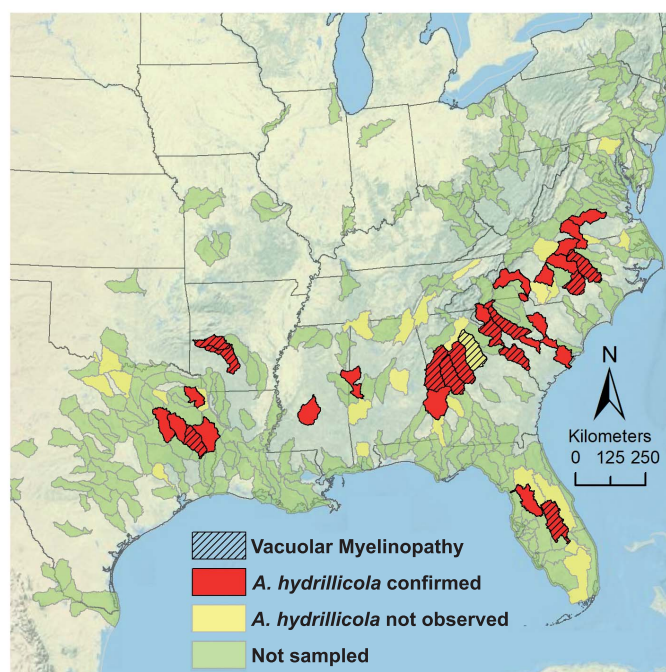 N
Kilometers
0 125 250
Vacuolar Myelinopathy
A. hydrillicola confirmed
A. hydrillicola not observed
Not sampled